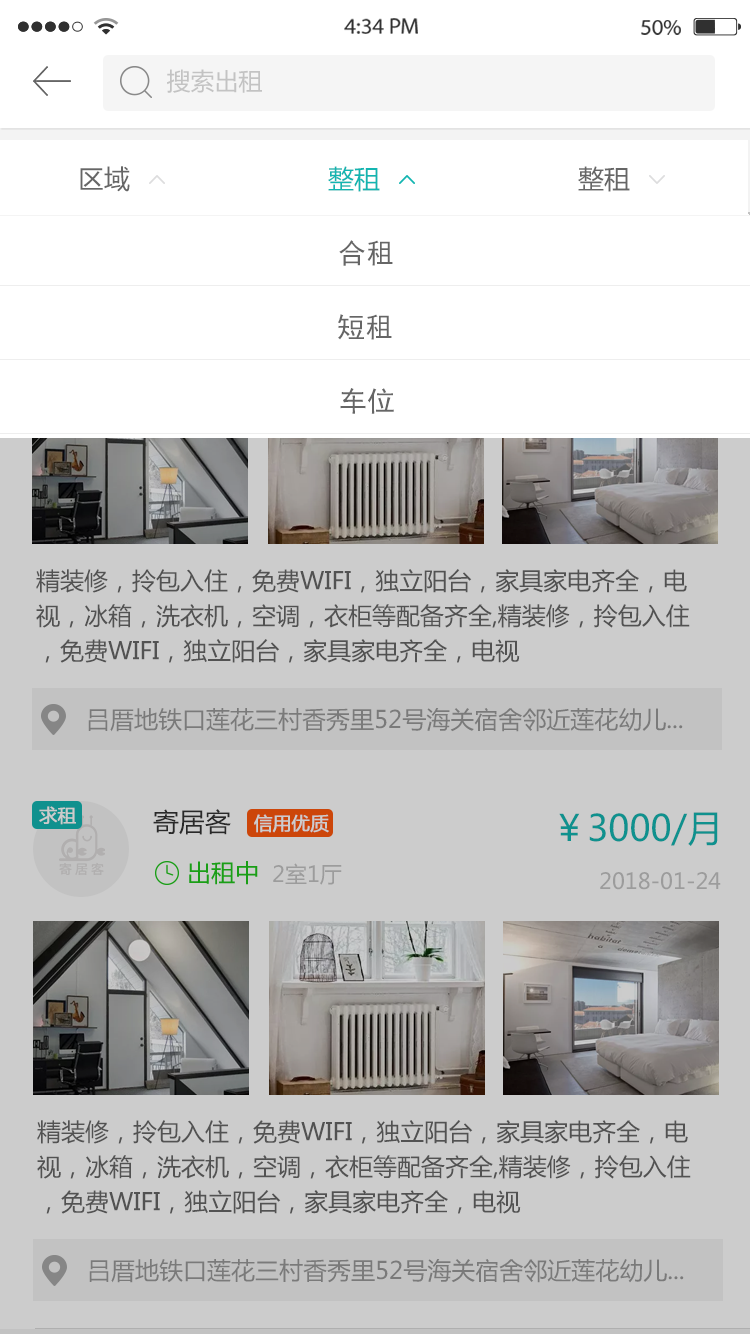 4:34 PM
50%
搜索出租
区域
整租
整租
合租
短租
车位
精装修，拎包入住，免费WIFI，独立阳台，家具家电齐全，电
视，冰箱，洗衣机，空调，衣柜等配备齐全,精装修，拎包入住
，免费WIFI，独立阳台，家具家电齐全，电视
吕厝地铁口莲花三村香秀里52号海关宿舍邻近莲花幼儿...
求租
寄居客
寄居客
信用优质
¥ 3000/月
出租中
2室1厅
2018-01-24
habitat
精装修，拎包入住，免费WIFI，独立阳台，家具家电齐全，电
视，冰箱，洗衣机，空调，衣柜等配备齐全,精装修，拎包入住
，免费WIFI，独立阳台，家具家电齐全，电视
吕厝地铁口莲花三村香秀里52号海关宿舍邻近莲花幼儿...